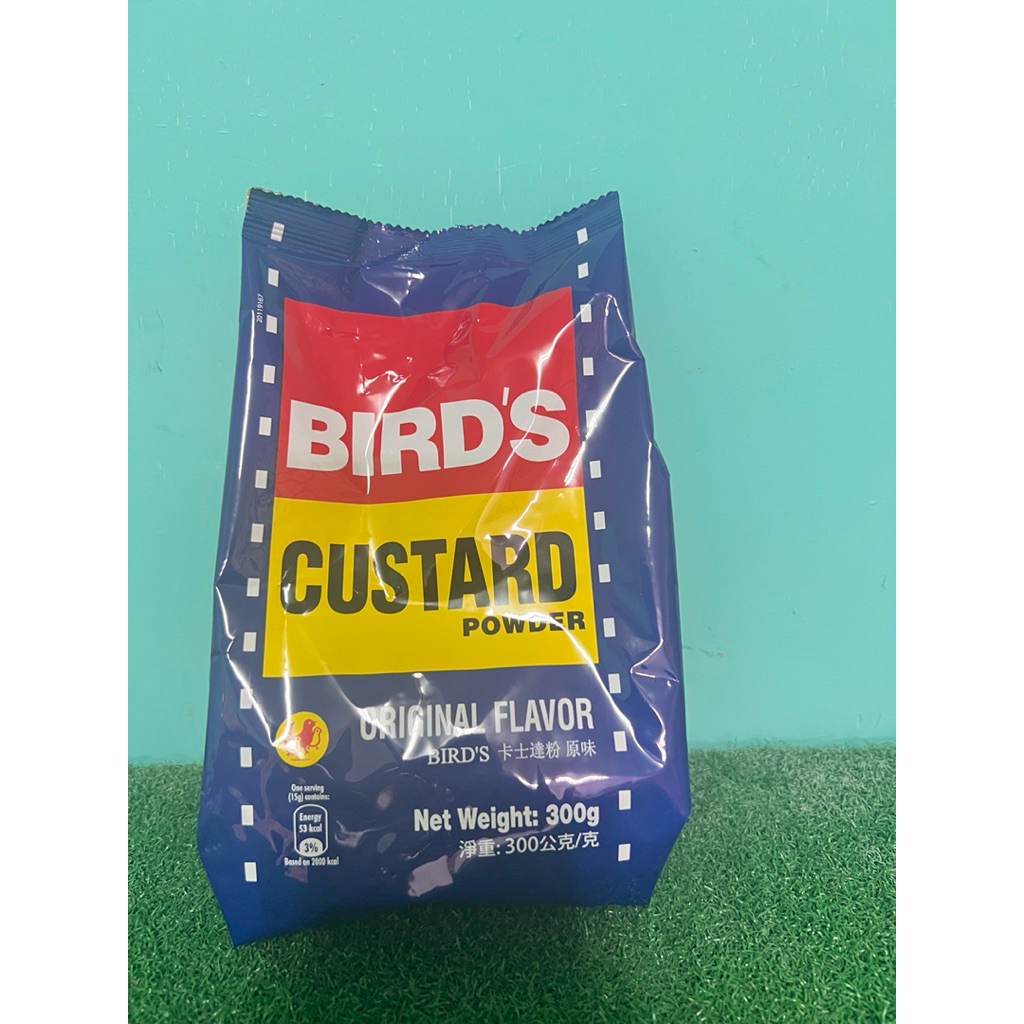 20119167
BIRD'S
CUSTARD
POWDER
ORIGINAL FLAVOR
BIRD'S 卡士達粉 原味
One serving
(15g) contains:
Energy
53 kcal
3%
Based on 2000 kcal
Net Weight: 300g
淨重: 300公克/克